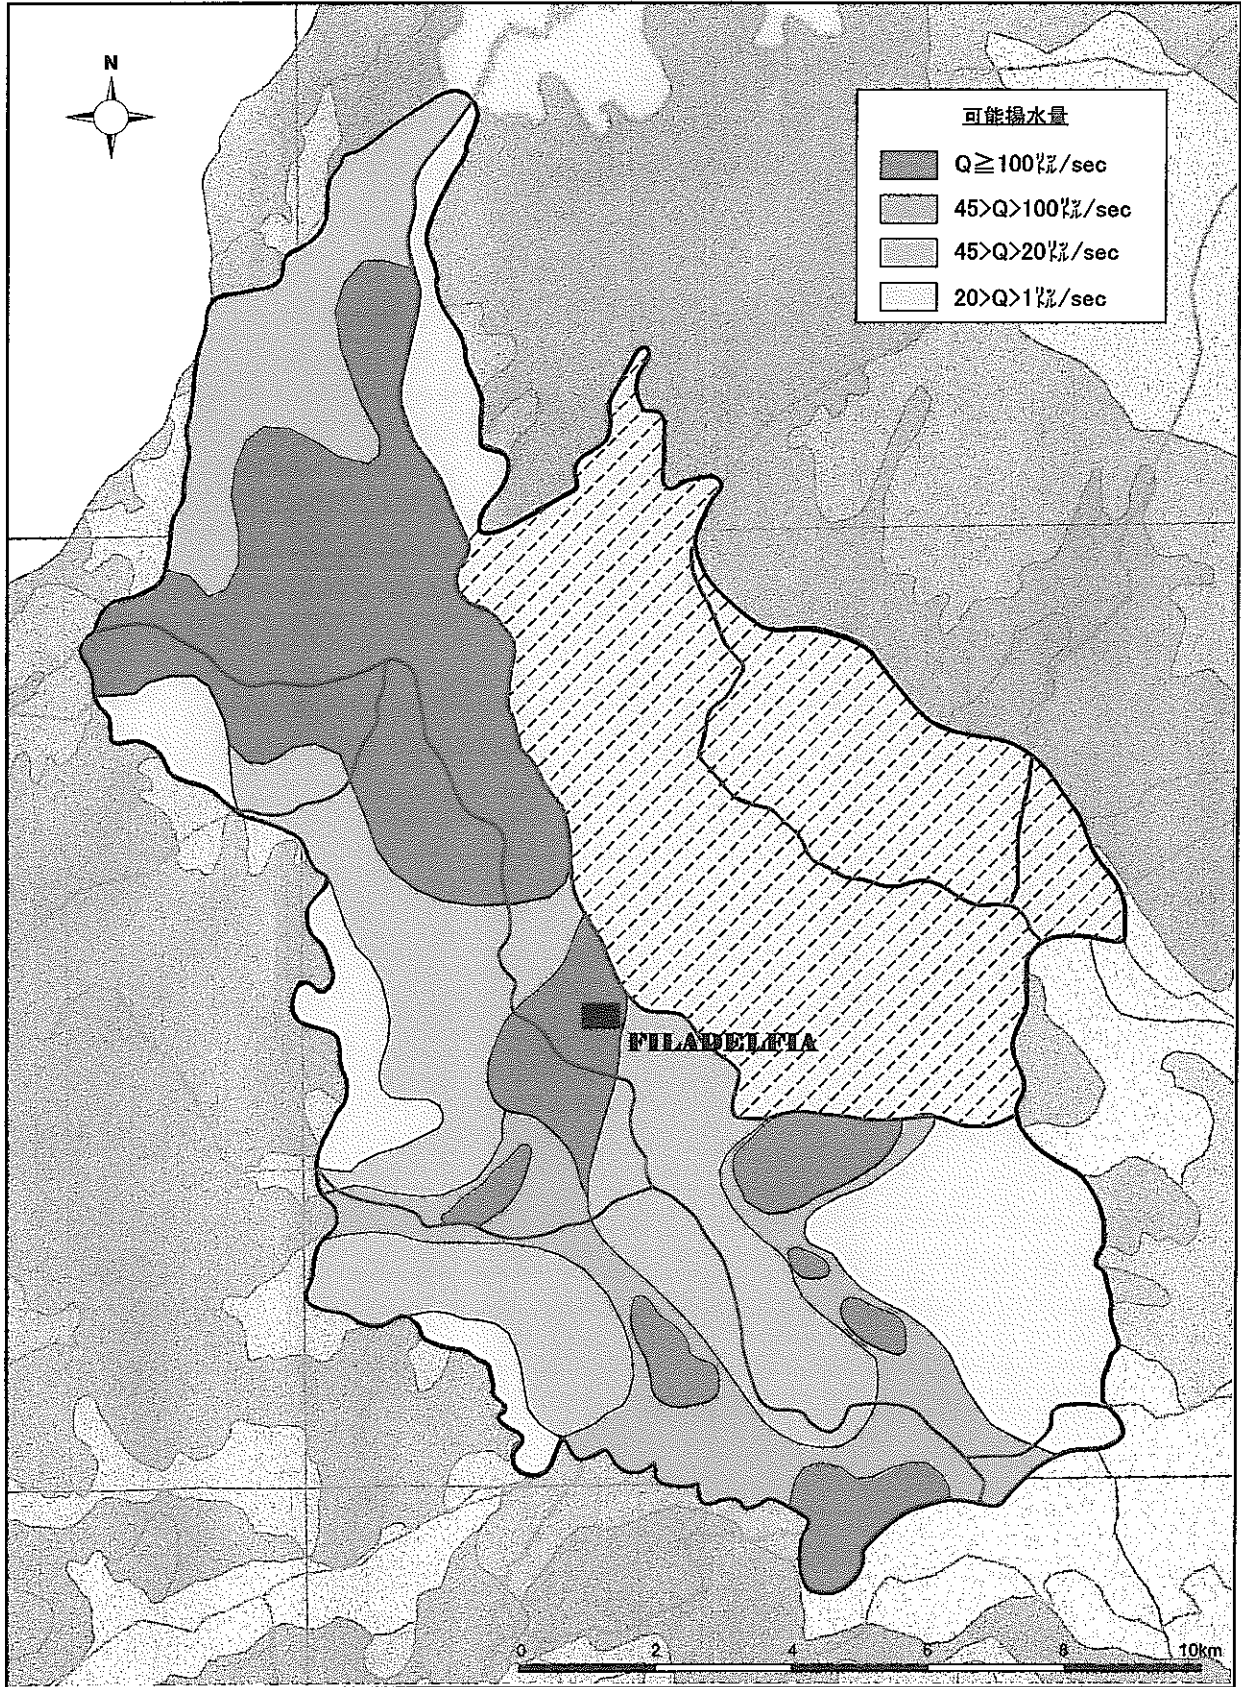 N
可能揚水量
Q≧100㍑/sec
45>Q>100㍑/sec
45>Q>20㍑/sec
20>Q>1㍑/sec
FILADELFIA
0 2 4 6 8 10km